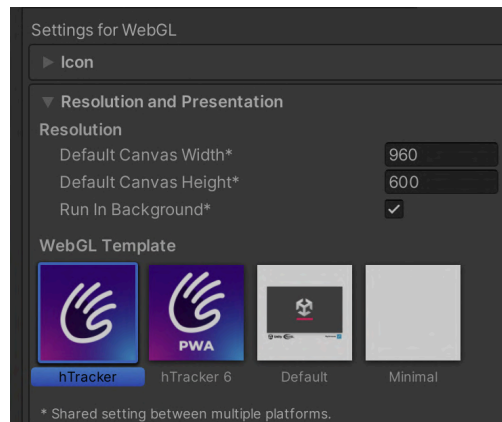 Settings for WebGL
Icon
Resolution and Presentation
Resolution
Default Canvas Width* 960
Default Canvas Height* 600
Run In Background*
WebGL Template
PWA
hTracker hTracker 6 Default Minimal
* Shared setting between multiple platforms.